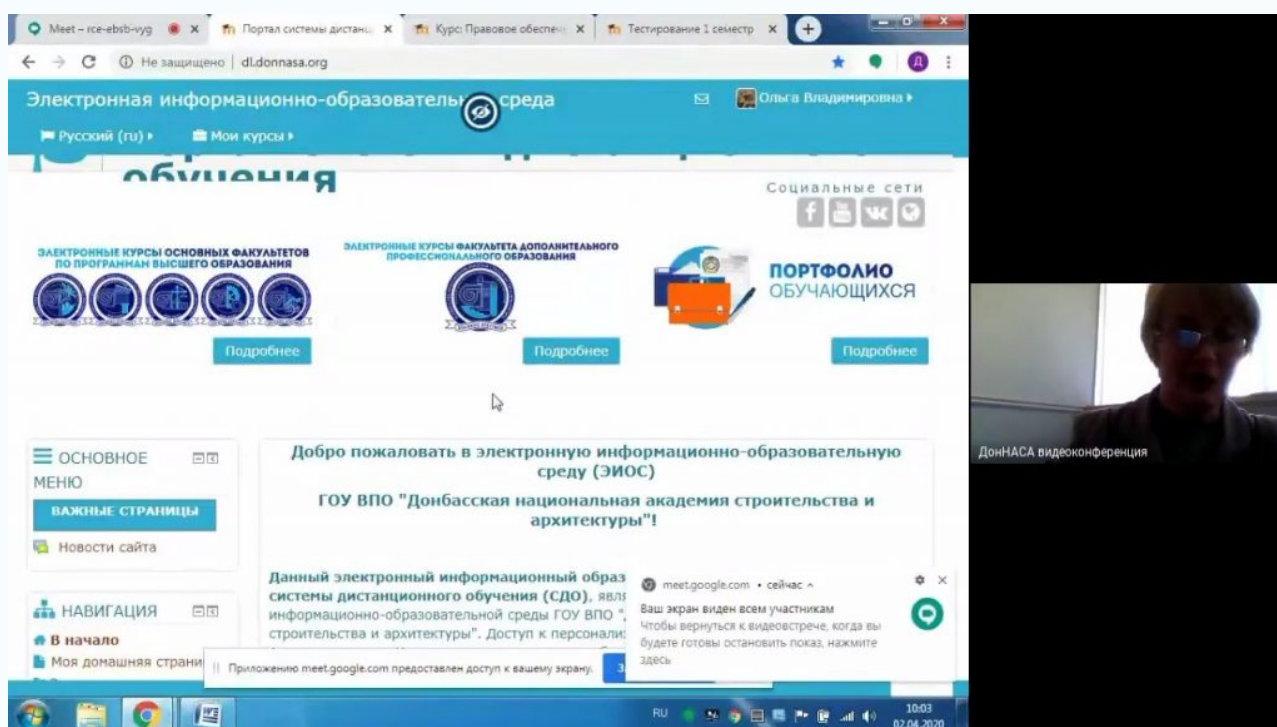 Meet – rce-ebsb-vyg
Портал системы дистанц
Курс: Правовое обеспеч
Тестирование 1 семестр
Не защищено | dl.donnasa.org
Д
Электронная информационно-образовательн среда
Ольга Владимировна
Русский (ru)
Мои курсы
обучения
Социальные сети
ЭЛЕКТРОННЫЕ КУРСЫ ОСНОВНЫХ ФАКУЛЬТЕТОВ
ПО ПРОГРАММАМ ВЫСШЕГО ОБРАЗОВАНИЯ
ЭЛЕКТРОННЫЕ КУРСЫ ФАКУЛЬТЕТА ДОПОЛНИТЕЛЬНОГО
ПРОФЕССИОНАЛЬНОГО ОБРАЗОВАНИЯ
ПОРТФОЛИО
ОБУЧАЮЩИХСЯ
Подробнее
Подробнее
Подробнее
ОСНОВНОЕ
МЕНЮ
ВАЖНЫЕ СТРАНИЦЫ
Новости сайта
НАВИГАЦИЯ
В начало
Моя домашняя страни
Добро пожаловать в электронную информационно-образовательную
среду (ЭИОС)
ГОУ ВПО "Донбасская национальная академия строительства и
архитектуры"!
Данный электронный информационный образ
системы дистанционного обучения (СДО), явля
информационно-образовательной среды ГОУ ВПО "
строительства и архитектуры". Доступ к персонали
meet.google.com • сейчас
Ваш экран виден всем участникам
Чтобы вернуться к видеовстрече, когда вы
будете готовы остановить показ, нажмите
здесь
Приложению meet.google.com предоставлен доступ к вашему экрану.
ДонНАСА видеоконференция
RU
10:03
02.04.2020